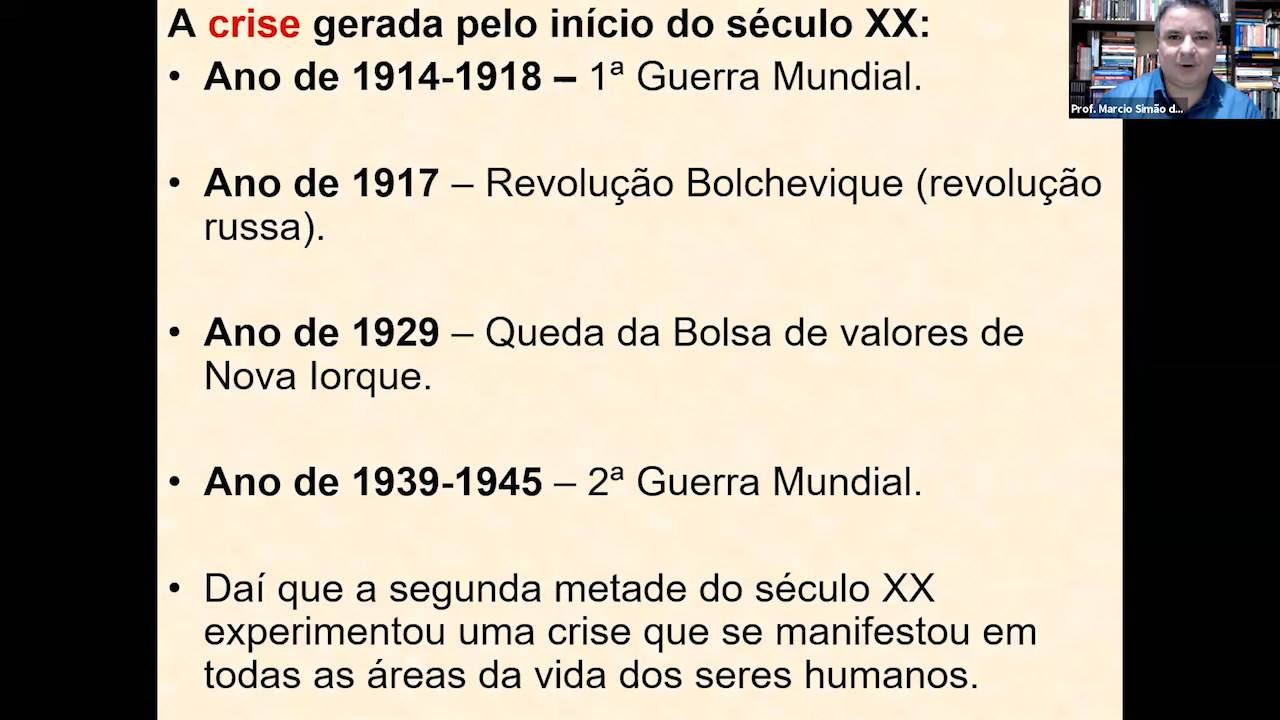 A crise gerada pelo início do século XX:
• Ano de 1914-1918 – 1ª Guerra Mundial.
• Ano de 1917 – Revolução Bolchevique (revolução
russa).
• Ano de 1929 – Queda da Bolsa de valores de
Nova Iorque.
• Ano de 1939-1945 – 2ª Guerra Mundial.
• Daí que a segunda metade do século XX
experimentou uma crise que se manifestou em
todas as áreas da vida dos seres humanos.
Prof. Marcio Simão d...